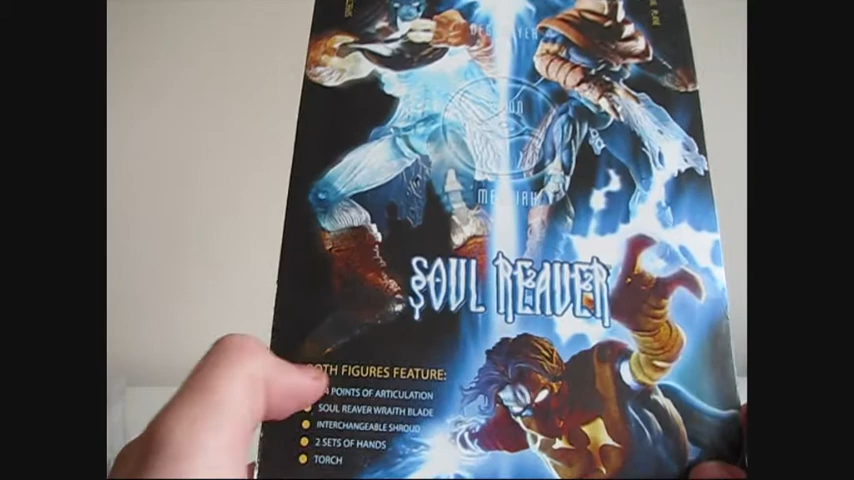 SOUL REAVER
BOTH FIGURES FEATURE:
4 POINTS OF ARTICULATION
SOUL REAVER WRAITH BLADE
INTERCHANGEABLE SHROUD
2 SETS OF HANDS
TORCH